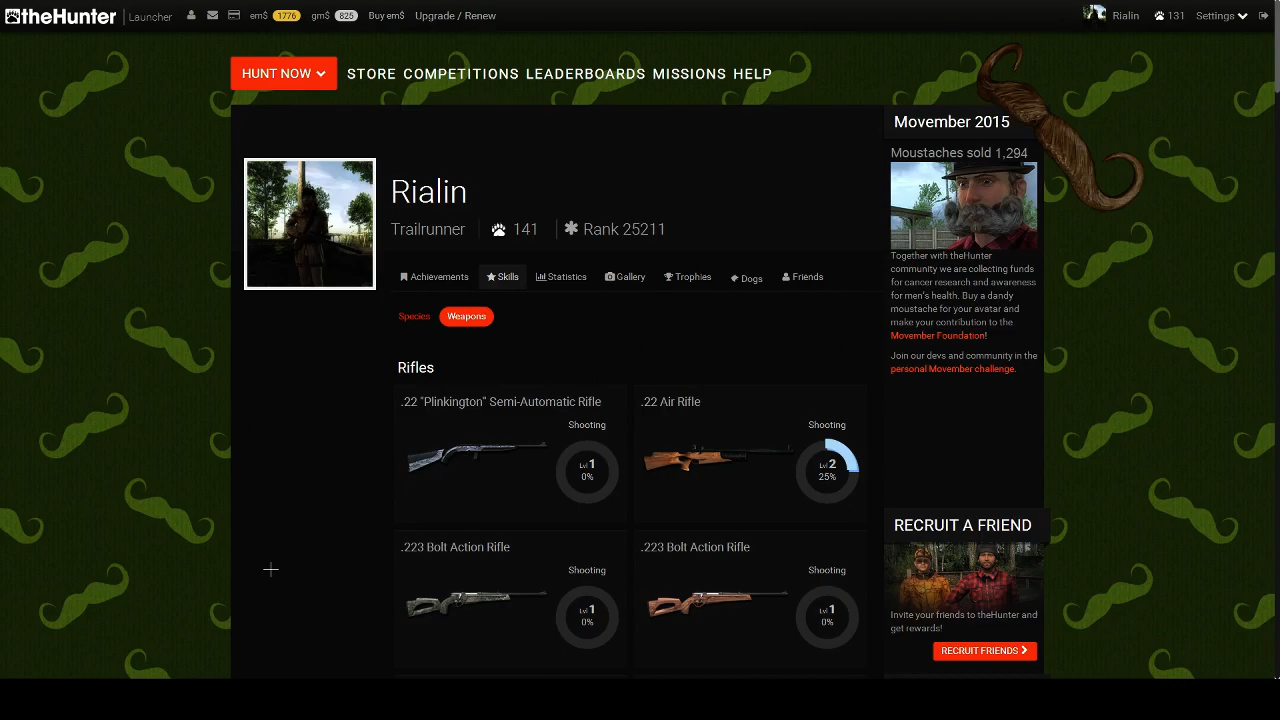 theHunter Launcher em$ 1776 gm$ 825 Buy em$ Upgrade / Renew Rialin 131 Settings
HUNT NOW STORE COMPETITIONS LEADERBOARDS MISSIONS HELP
Rialin
Trailrunner 141 Rank 25211
Achievements Skills Statistics Gallery Trophies Dogs Friends
Species Weapons
Rifles
.22 "Plinkington" Semi-Automatic Rifle
Shooting
Lvl 1
0%
.22 Air Rifle
Shooting
Lvl 2
25%
.223 Bolt Action Rifle
Shooting
Lvl 1
0%
.223 Bolt Action Rifle
Shooting
Lvl 1
0%
Movember 2015
Moustaches sold 1,294
Together with theHunter
community we are collecting funds
for cancer research and awareness
for men's health. Buy a dandy
moustache for your avatar and
make your contribution to the
Movember Foundation!
Join our devs and community in the
personal Movember challenge.
RECRUIT A FRIEND
Invite your friends to theHunter and
get rewards!
RECRUIT FRIENDS